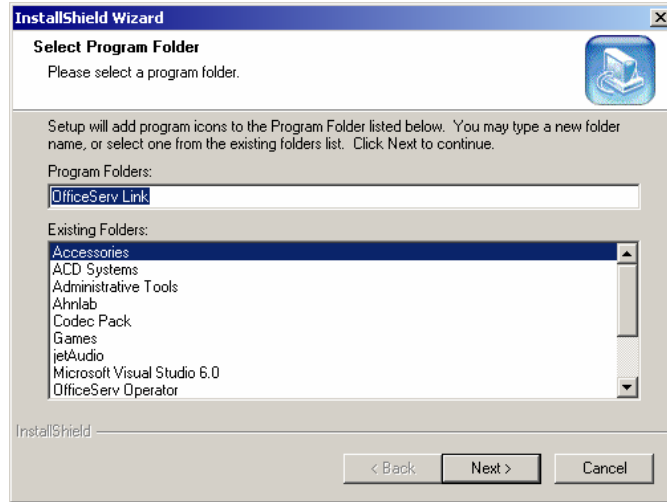 InstallShield Wizard
Select Program Folder
Please select a program folder.
Setup will add program icons to the Program Folder listed below. You may type a new folder
name, or select one from the existing folders list. Click Next to continue.
Program Folders:
OfficeServ Link
Existing Folders:
Accessories
ACD Systems
Administrative Tools
Ahnlab
Codec Pack
Games
jetAudio
Microsoft Visual Studio 6.0
OfficeServ Operator
InstallShield
< Back Next > Cancel